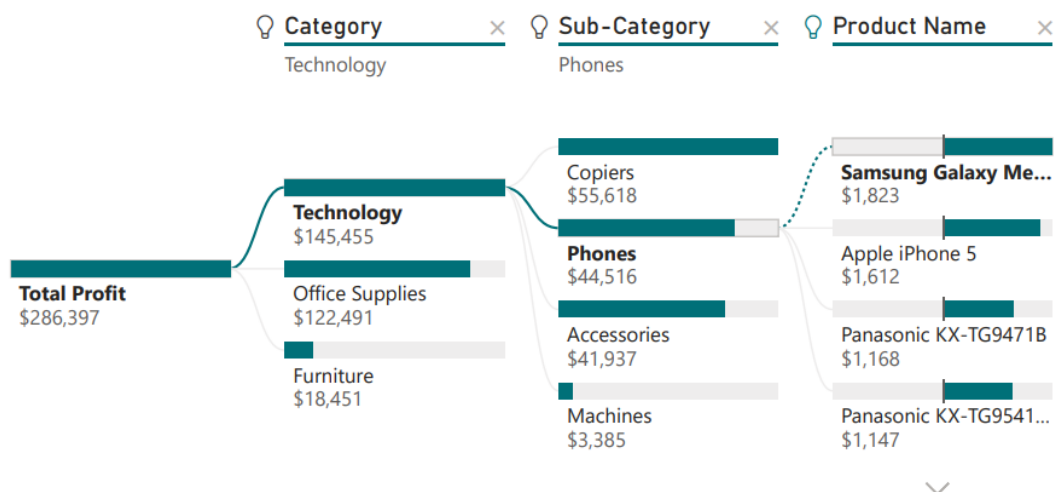 Category
Technology
Sub-Category
Phones
Product Name
Total Profit
$286,397
Technology
$145,455
Office Supplies
$122,491
Furniture
$18,451
Copiers
$55,618
Phones
$44,516
Accessories
$41,937
Machines
$3,385
Samsung Galaxy Me...
$1,823
Apple iPhone 5
$1,612
Panasonic KX-TG9471B
$1,168
Panasonic KX-TG9541...
$1,147